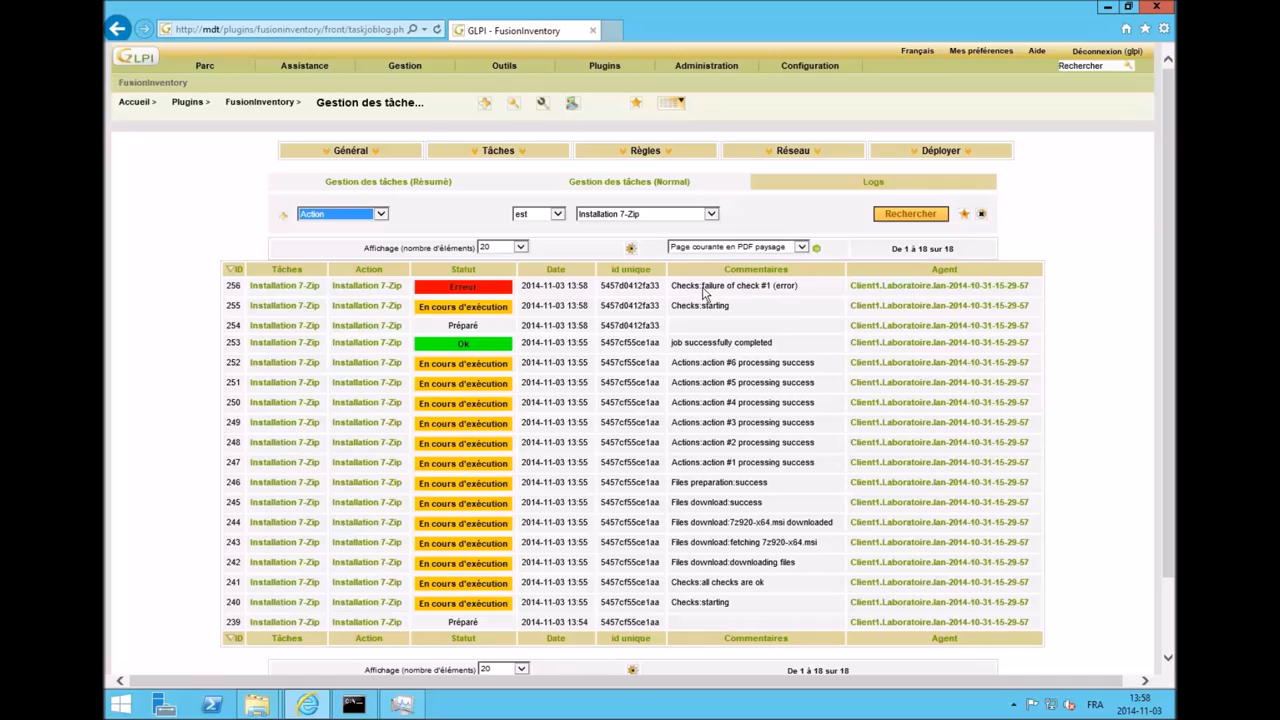 http://mdt/plugins/fusioninventory/front/taskjoblog.ph
GLPI - FusionInventory
GLPI
Français Mes préférences Aide Déconnexion (glpi)
Parc Assistance Gestion Outils Plugins Administration Configuration Rechercher
FusionInventory
Accueil > Plugins > FusionInventory > Gestion des tâche...
Général Tâches Règles Réseau Déployer
Gestion des tâches (Résumé) Gestion des tâches (Normal) Logs
Action est Installation 7-Zip Rechercher
Affichage (nombre d'éléments) 20 Page courante en PDF paysage De 1 à 18 sur 18
ID Tâches Action Statut Date id unique Commentaires Agent
256 Installation 7-Zip Installation 7-Zip Erreur 2014-11-03 13:58 5457d0412fa33 Checks:failure of check #1 (error) Client1.Laboratoire.lan-2014-10-31-15-29-57
255 Installation 7-Zip Installation 7-Zip En cours d'exécution 2014-11-03 13:58 5457d0412fa33 Checks:starting Client1.Laboratoire.lan-2014-10-31-15-29-57
254 Installation 7-Zip Installation 7-Zip Préparé 2014-11-03 13:58 5457d0412fa33 Client1.Laboratoire.lan-2014-10-31-15-29-57
253 Installation 7-Zip Installation 7-Zip Ok 2014-11-03 13:55 5457cf55ce1aa job successfully completed Client1.Laboratoire.lan-2014-10-31-15-29-57
252 Installation 7-Zip Installation 7-Zip En cours d'exécution 2014-11-03 13:55 5457cf55ce1aa Actions:action #6 processing success Client1.Laboratoire.lan-2014-10-31-15-29-57
251 Installation 7-Zip Installation 7-Zip En cours d'exécution 2014-11-03 13:55 5457cf55ce1aa Actions:action #5 processing success Client1.Laboratoire.lan-2014-10-31-15-29-57
250 Installation 7-Zip Installation 7-Zip En cours d'exécution 2014-11-03 13:55 5457cf55ce1aa Actions:action #4 processing success Client1.Laboratoire.lan-2014-10-31-15-29-57
249 Installation 7-Zip Installation 7-Zip En cours d'exécution 2014-11-03 13:55 5457cf55ce1aa Actions:action #3 processing success Client1.Laboratoire.lan-2014-10-31-15-29-57
248 Installation 7-Zip Installation 7-Zip En cours d'exécution 2014-11-03 13:55 5457cf55ce1aa Actions:action #2 processing success Client1.Laboratoire.lan-2014-10-31-15-29-57
247 Installation 7-Zip Installation 7-Zip En cours d'exécution 2014-11-03 13:55 5457cf55ce1aa Actions:action #1 processing success Client1.Laboratoire.lan-2014-10-31-15-29-57
246 Installation 7-Zip Installation 7-Zip En cours d'exécution 2014-11-03 13:55 5457cf55ce1aa Files preparation:success Client1.Laboratoire.lan-2014-10-31-15-29-57
245 Installation 7-Zip Installation 7-Zip En cours d'exécution 2014-11-03 13:55 5457cf55ce1aa Files download:success Client1.Laboratoire.lan-2014-10-31-15-29-57
244 Installation 7-Zip Installation 7-Zip En cours d'exécution 2014-11-03 13:55 5457cf55ce1aa Files download:7z920-x64.msi downloaded Client1.Laboratoire.lan-2014-10-31-15-29-57
243 Installation 7-Zip Installation 7-Zip En cours d'exécution 2014-11-03 13:55 5457cf55ce1aa Files download:fetching 7z920-x64.msi Client1.Laboratoire.lan-2014-10-31-15-29-57
242 Installation 7-Zip Installation 7-Zip En cours d'exécution 2014-11-03 13:55 5457cf55ce1aa Files download:downloading files Client1.Laboratoire.lan-2014-10-31-15-29-57
241 Installation 7-Zip Installation 7-Zip En cours d'exécution 2014-11-03 13:55 5457cf55ce1aa Checks:all checks are ok Client1.Laboratoire.lan-2014-10-31-15-29-57
240 Installation 7-Zip Installation 7-Zip En cours d'exécution 2014-11-03 13:55 5457cf55ce1aa Checks:starting Client1.Laboratoire.lan-2014-10-31-15-29-57
239 Installation 7-Zip Installation 7-Zip Préparé 2014-11-03 13:54 5457cf55ce1aa Client1.Laboratoire.lan-2014-10-31-15-29-57
ID Tâches Action Statut Date id unique Commentaires Agent
Affichage (nombre d'éléments) 20 De 1 à 18 sur 18
FRA 13:58
2014-11-03